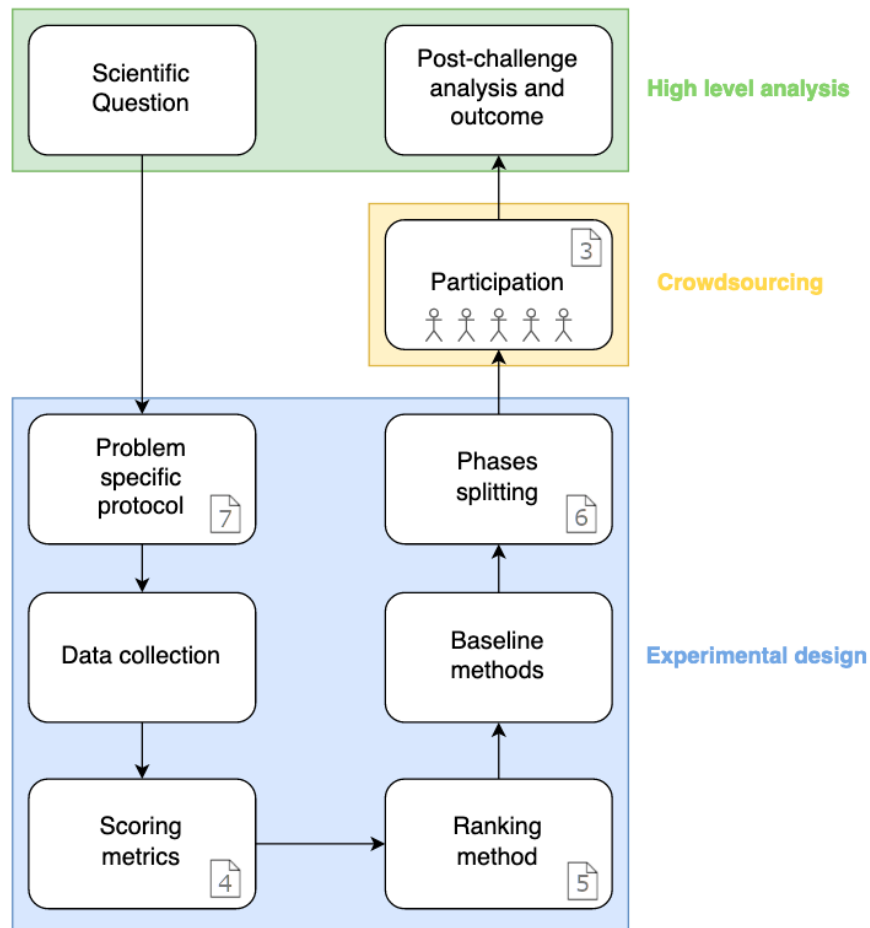 Scientific
Question
Post-challenge
analysis and
outcome
High level analysis
3
Participation
Crowdsourcing
Problem
specific
protocol
7
Phases
splitting
6
Data collection
Baseline
methods
Experimental design
Scoring
metrics
4
Ranking
method
5